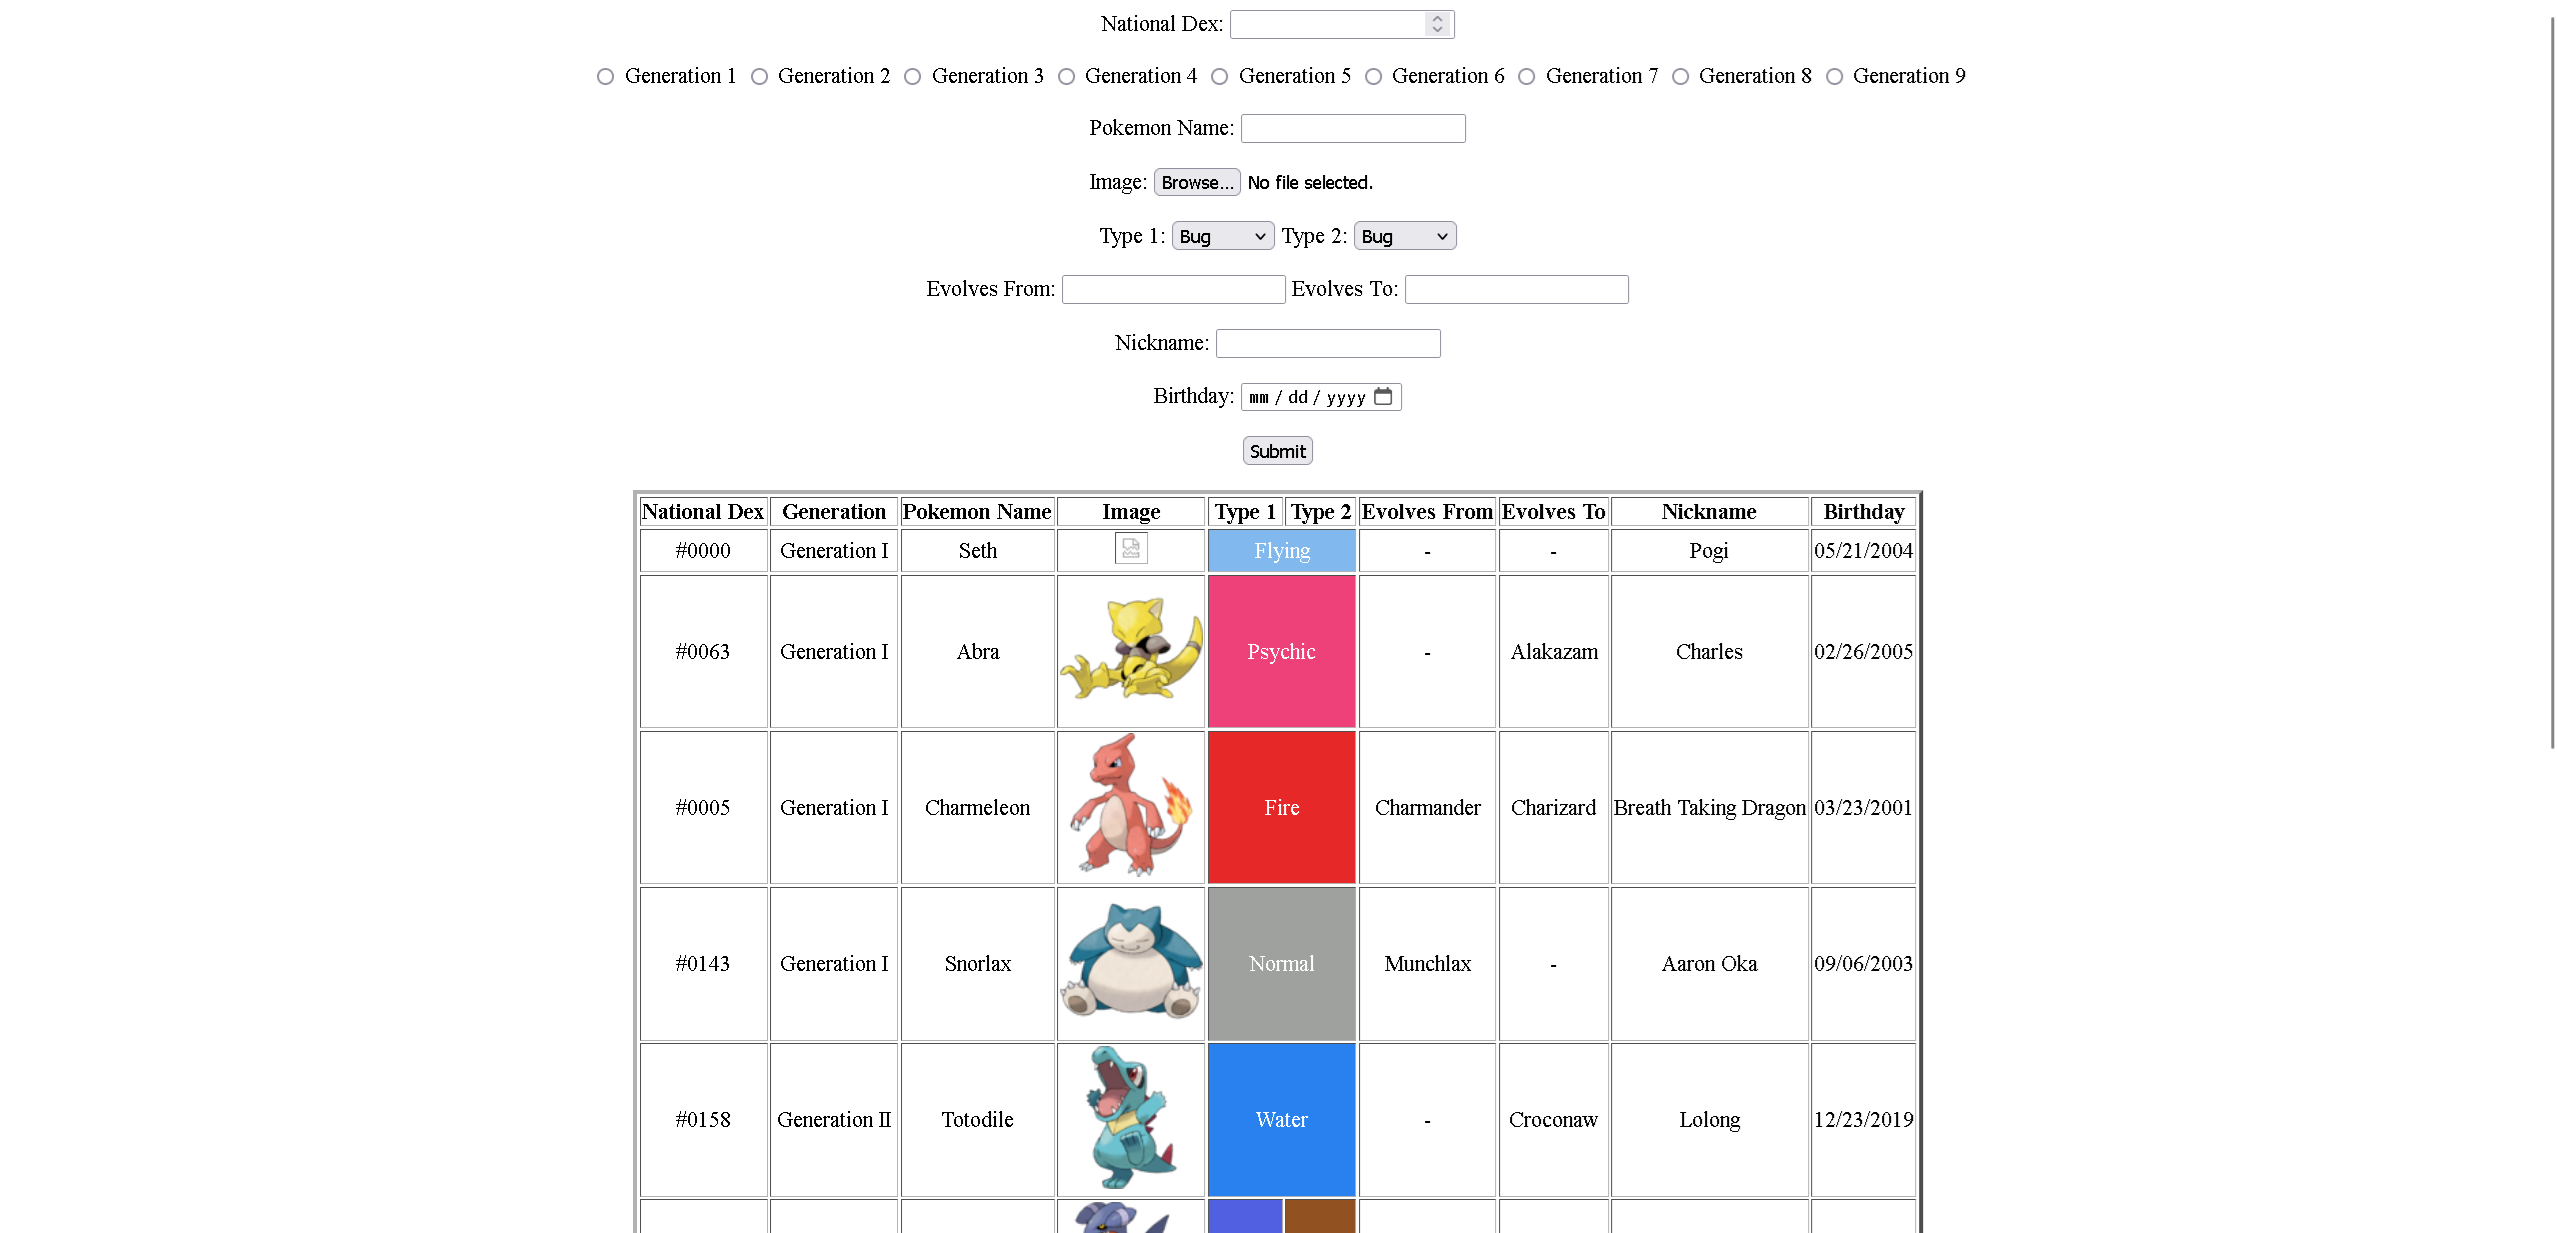 National Dex:
Generation 1 Generation 2 Generation 3 Generation 4 Generation 5 Generation 6 Generation 7 Generation 8 Generation 9
Pokemon Name:
Image: Browse... No file selected.
Type 1: Bug Type 2: Bug
Evolves From: Evolves To:
Nickname:
Birthday: mm / dd / yyyy
Submit
National Dex Generation Pokemon Name Image Type 1 Type 2 Evolves From Evolves To Nickname Birthday
#0000 Generation I Seth Flying - - Pogi 05/21/2004
#0063 Generation I Abra Psychic - Alakazam Charles 02/26/2005
#0005 Generation I Charmeleon Fire Charmander Charizard Breath Taking Dragon 03/23/2001
#0143 Generation I Snorlax Normal Munchlax - Aaron Oka 09/06/2003
#0158 Generation II Totodile Water - Croconaw Lolong 12/23/2019